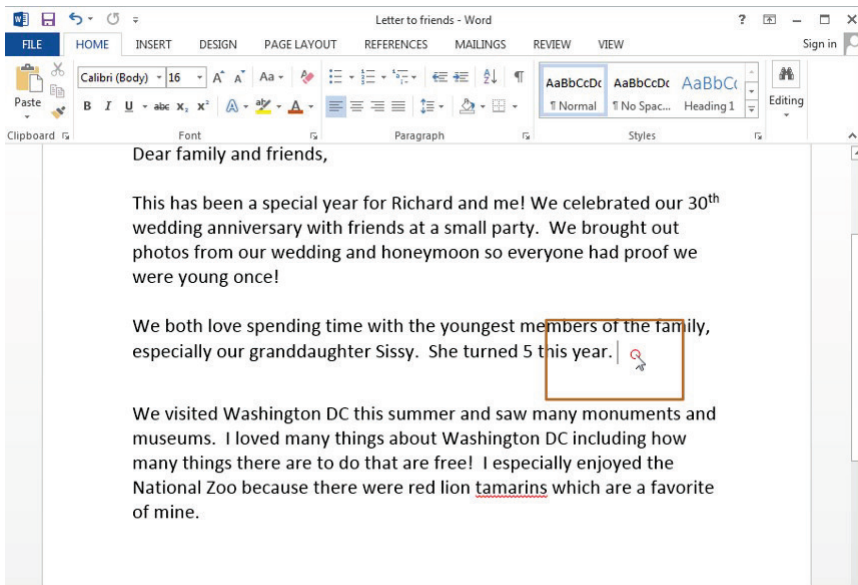 Letter to friends - Word
FILE HOME INSERT DESIGN PAGE LAYOUT REFERENCES MAILINGS REVIEW VIEW Sign in
Calibri (Body) 16
Paste
B I U abc X₂ X² A aby A
AaBbCcDc AaBbCcDc AaBbCc
¶ Normal ¶ No Spac... Heading 1
Editing
Clipboard Font Paragraph Styles
Dear family and friends,
This has been a special year for Richard and me! We celebrated our 30th
wedding anniversary with friends at a small party.  We brought out
photos from our wedding and honeymoon so everyone had proof we
were young once!
We both love spending time with the youngest members of the family,
especially our granddaughter Sissy.  She turned 5 this year.
We visited Washington DC this summer and saw many monuments and
museums.  I loved many things about Washington DC including how
many things there are to do that are free!  I especially enjoyed the
National Zoo because there were red lion tamarins which are a favorite
of mine.